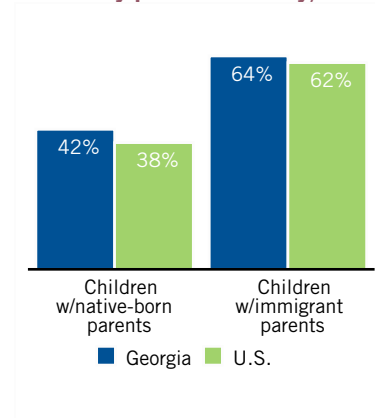 64%
62%
42%
38%
Children
w/native-born
parents
Children
w/immigrant
parents
Georgia U.S.